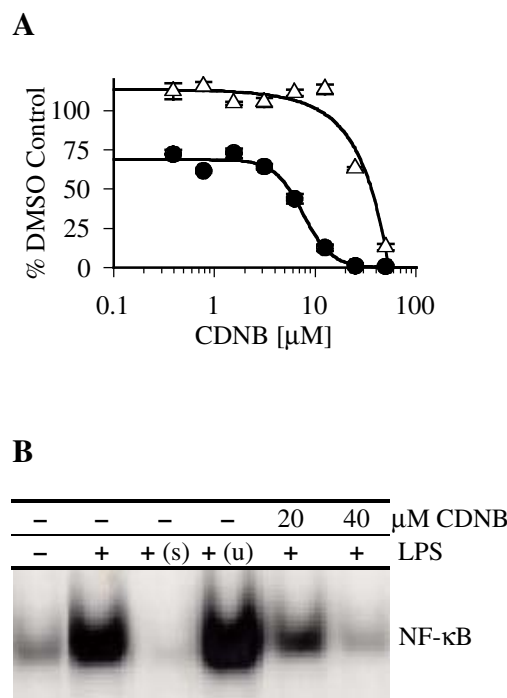 A
% DMSO Control
100
75
50
25
0
0.1 1 10 100
CDNB [μM]
B
– – – – 20 40 μM CDNB
– + + (s) + (u) + + LPS
NF-κB